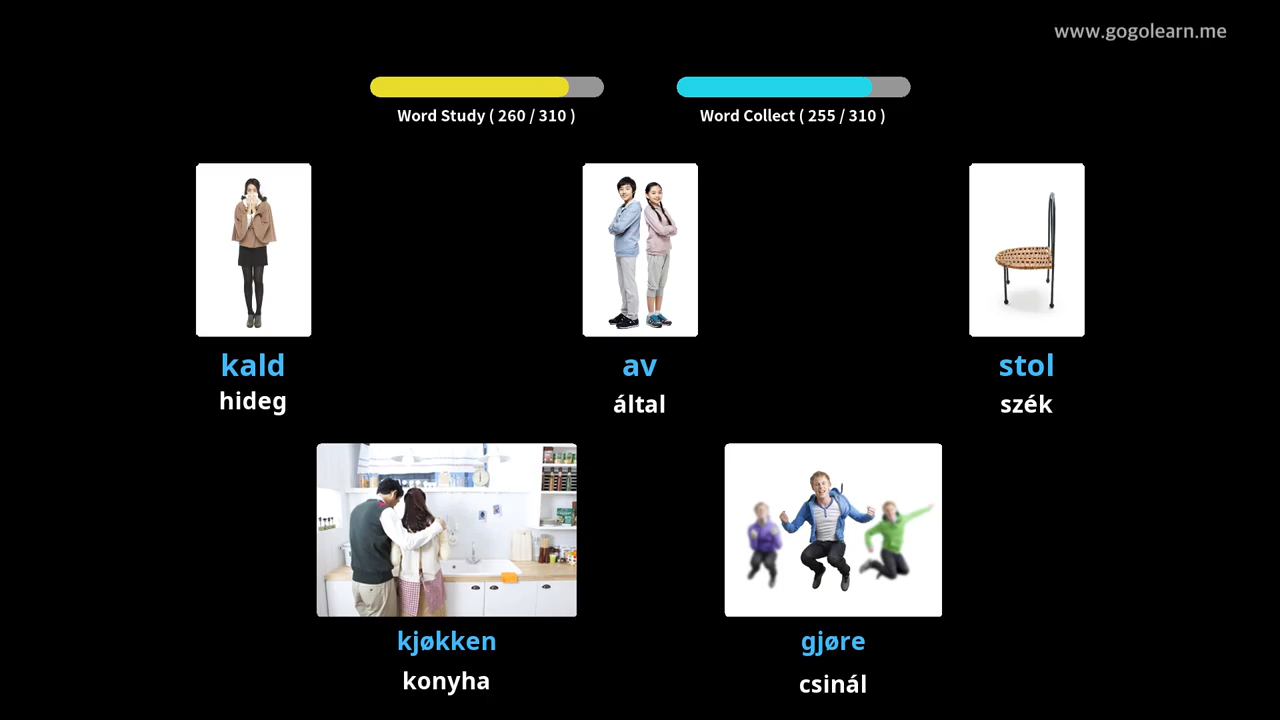 www.gogolearn.me
Word Study ( 260 / 310 )
Word Collect ( 255 / 310 )
kald
hideg
av
által
stol
szék
kjøkken
konyha
gjøre
csinál